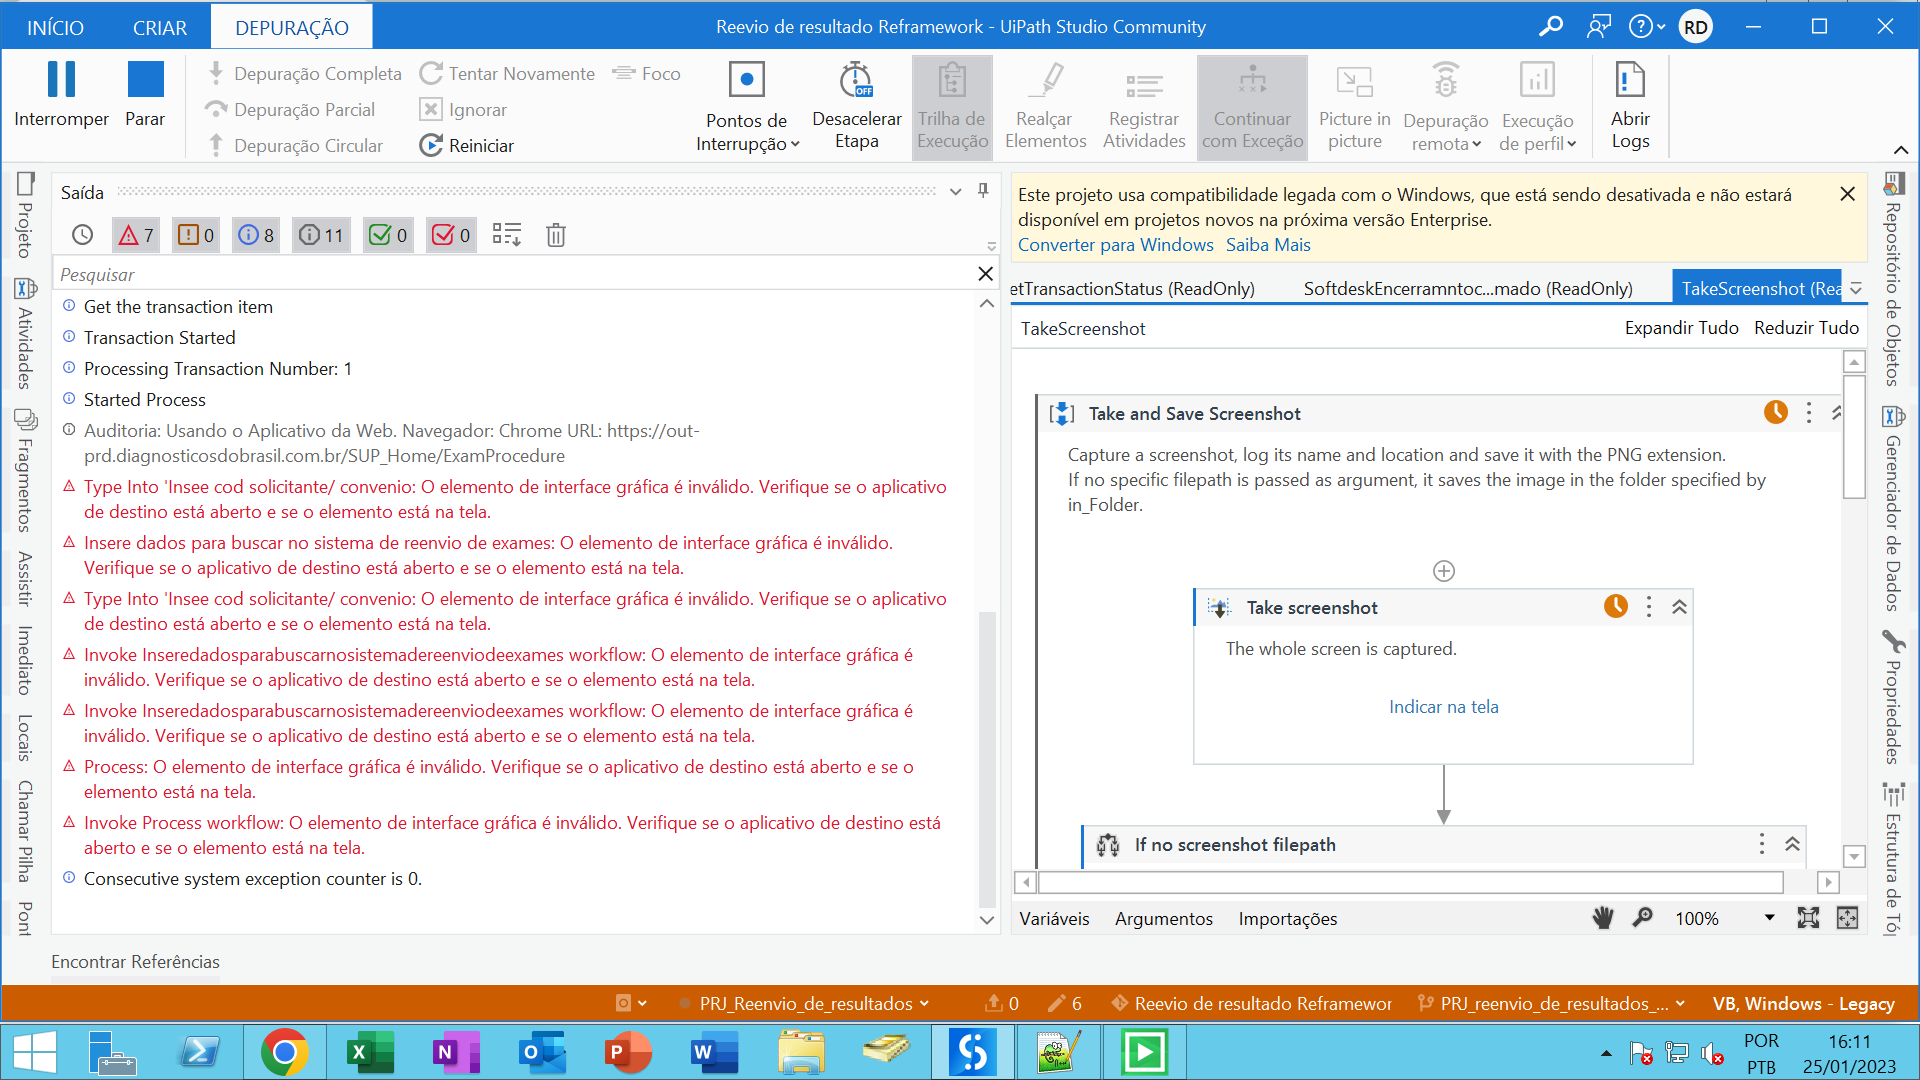 INÍCIO CRIAR DEPURAÇÃO Reevio de resultado Reframework - UiPath Studio Community RD
Interromper Parar
Depuração Completa
Depuração Parcial
Depuração Circular
Tentar Novamente Foco
Ignorar
Reiniciar
Pontos de
Interrupção
OFF
Desacelerar
Etapa
Trilha de
Execução
Realçar
Elementos
Registrar
Atividades
Continuar
com Exceção
Picture in
picture
Depuração
remota
Execução
de perfil
Abrir
Logs
Projeto
Atividades
Fragmentos
Assistir
Imediato
Locais
Chamar Pilha
Pont
Saída
7 0 8 11 0 0
Pesquisar
Get the transaction item
Transaction Started
Processing Transaction Number: 1
Started Process
Auditoria: Usando o Aplicativo da Web. Navegador: Chrome URL: https://out-
prd.diagnosticosdobrasil.com.br/SUP_Home/ExamProcedure
Type Into 'Insee cod solicitante/ convenio: O elemento de interface gráfica é inválido. Verifique se o aplicativo
de destino está aberto e se o elemento está na tela.
Insere dados para buscar no sistema de reenvio de exames: O elemento de interface gráfica é inválido.
Verifique se o aplicativo de destino está aberto e se o elemento está na tela.
Type Into 'Insee cod solicitante/ convenio: O elemento de interface gráfica é inválido. Verifique se o aplicativo
de destino está aberto e se o elemento está na tela.
Invoke Inseredadosparabuscarnosistemadereenviodeexames workflow: O elemento de interface gráfica é
inválido. Verifique se o aplicativo de destino está aberto e se o elemento está na tela.
Invoke Inseredadosparabuscarnosistemadereenviodeexames workflow: O elemento de interface gráfica é
inválido. Verifique se o aplicativo de destino está aberto e se o elemento está na tela.
Process: O elemento de interface gráfica é inválido. Verifique se o aplicativo de destino está aberto e se o
elemento está na tela.
Invoke Process workflow: O elemento de interface gráfica é inválido. Verifique se o aplicativo de destino está
aberto e se o elemento está na tela.
Consecutive system exception counter is 0.
Encontrar Referências
Este projeto usa compatibilidade legada com o Windows, que está sendo desativada e não estará
disponível em projetos novos na próxima versão Enterprise.
Converter para Windows Saiba Mais
etTransactionStatus (ReadOnly) SoftdeskEncerramntoc...mado (ReadOnly) TakeScreenshot (Rea
TakeScreenshot Expandir Tudo Reduzir Tudo
Take and Save Screenshot
Capture a screenshot, log its name and location and save it with the PNG extension.
If no specific filepath is passed as argument, it saves the image in the folder specified by
in_Folder.
Take screenshot
The whole screen is captured.
Indicar na tela
If no screenshot filepath
Variáveis Argumentos Importações 100%
Repositório de Objetos
Gerenciador de Dados
Propriedades
Estrutura de Tóp
PRJ_Reenvio_de_resultados 0 6 Reevio de resultado Reframewor PRJ_reenvio_de_resultados_... VB, Windows - Legacy
POR
PTB
16:11
25/01/2023